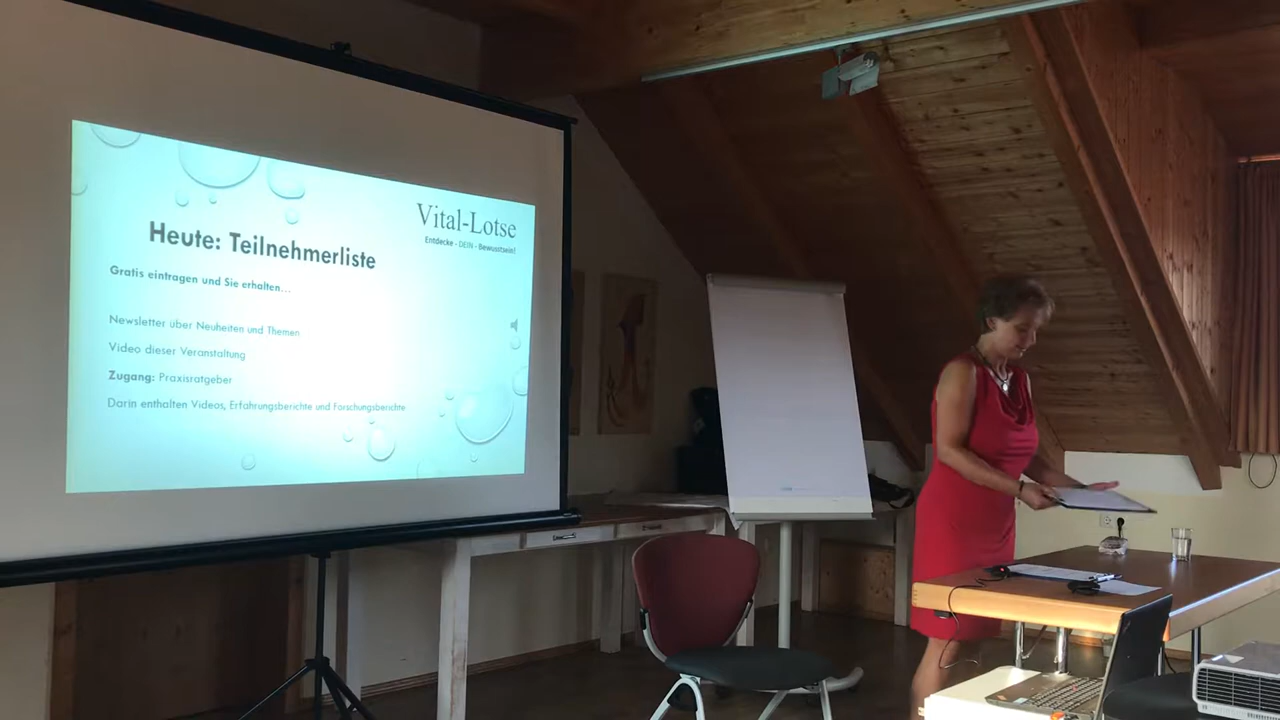 Vital-Lotse
Entdecke - DEIN - Bewusstsein!
Heute: Teilnehmerliste
Gratis eintragen und Sie erhalten...
Newsletter über Neuheiten und Themen
Video dieser Veranstaltung
Zugang: Praxisratgeber
Darin enthalten Videos, Erfahrungsberichte und Forschungsberichte